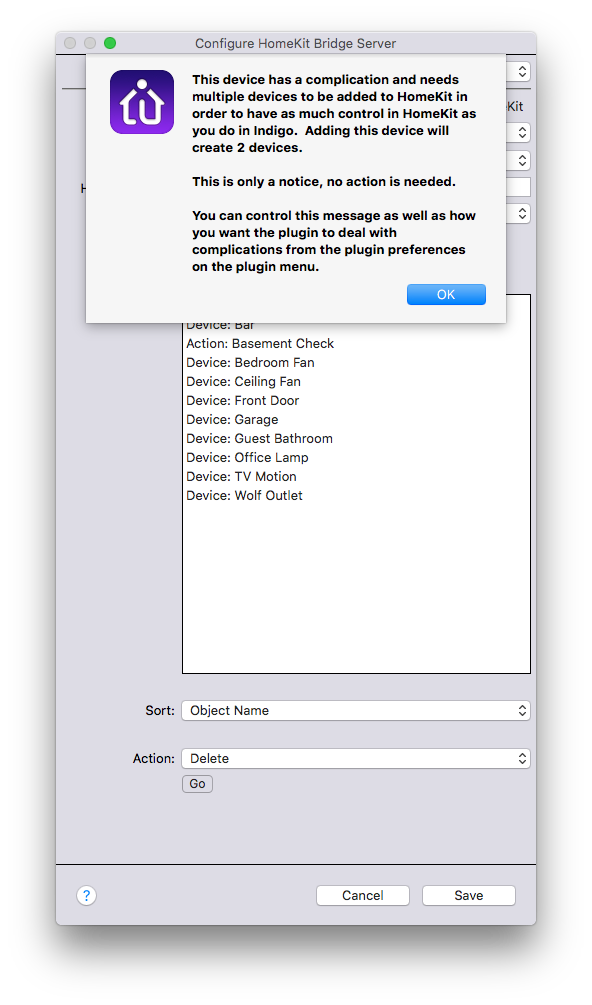 Configure HomeKit Bridge Server
This device has a complication and needs
multiple devices to be added to HomeKit in
order to have as much control in HomeKit as
you do in Indigo.  Adding this device will
create 2 devices.
This is only a notice, no action is needed.
You can control this message as well as how
you want the plugin to deal with
complications from the plugin preferences
on the plugin menu.
OK
Kit
H
Device: Bar
Action: Basement Check
Device: Bedroom Fan
Device: Ceiling Fan
Device: Front Door
Device: Garage
Device: Guest Bathroom
Device: Office Lamp
Device: TV Motion
Device: Wolf Outlet
Sort: Object Name
Action: Delete
Go
? Cancel Save